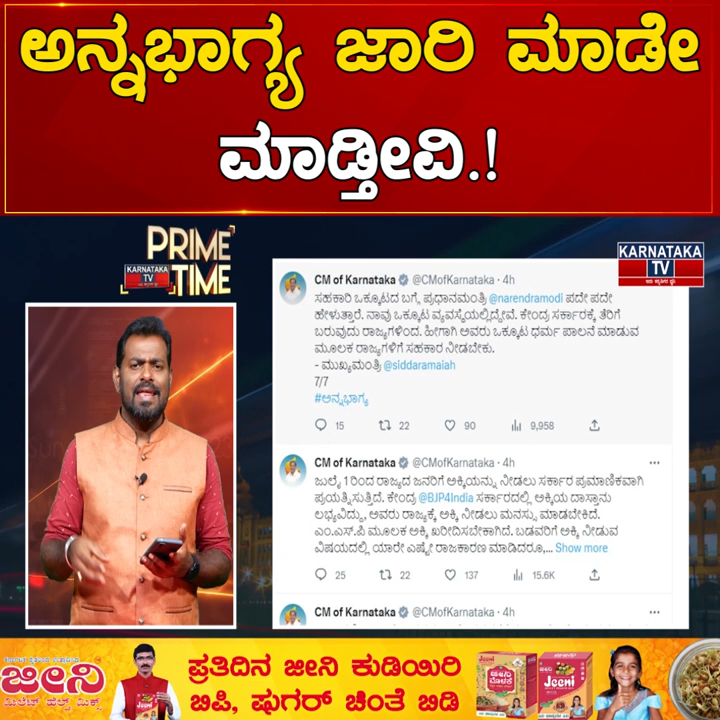 ಅನ್ನಭಾಗ್ಯ ಜಾರಿ ಮಾಡೇ
ಮಾಡ್ತೀವಿ.!
PRIME
KARNATAKA
TV
TIME
KARNATAKA
TV
CM of Karnataka @CMofKarnataka · 4h
ಸಹಕಾರಿ ಒಕ್ಕೂಟದ ಬಗ್ಗೆ ಪ್ರಧಾನಮಂತ್ರಿ @narendramodi ಪದೇ ಪದೇ
ಹೇಳುತ್ತಾರೆ. ನಾವು ಒಕ್ಕೂಟ ವ್ಯವಸ್ಥೆಯಲ್ಲಿದ್ದೇವೆ. ಕೇಂದ್ರ ಸರ್ಕಾರಕ್ಕೆ ತೆರಿಗೆ
ಬರುವುದು ರಾಜ್ಯಗಳಿಂದ. ಹೀಗಾಗಿ ಅವರು ಒಕ್ಕೂಟ ಧರ್ಮ ಪಾಲನೆ ಮಾಡುವ
ಮೂಲಕ ರಾಜ್ಯಗಳಿಗೆ ಸಹಕಾರ ನೀಡಬೇಕು.
- ಮುಖ್ಯಮಂತ್ರಿ @siddaramaiah
7/7
#ಅನ್ನಭಾಗ್ಯ
15 22 90 9,958
CM of Karnataka @CMofKarnataka · 4h
ಜುಲೈ 1ರಿಂದ ರಾಜ್ಯದ ಜನರಿಗೆ ಅಕ್ಕಿಯನ್ನು ನೀಡಲು ಸರ್ಕಾರ ಪ್ರಮಾಣಿಕವಾಗಿ
ಪ್ರಯತ್ನಿಸುತ್ತಿದೆ. ಕೇಂದ್ರ @BJP4India ಸರ್ಕಾರದಲ್ಲಿ ಅಕ್ಕಿಯ ದಾಸ್ತಾನು
ಲಭ್ಯವಿದ್ದು, ಅವರು ರಾಜ್ಯಕ್ಕೆ ಅಕ್ಕಿ ನೀಡಲು ಮನಸ್ಸು ಮಾಡಬೇಕಿದೆ.
ಎಂ.ಎಸ್.ಪಿ ಮೂಲಕ ಅಕ್ಕಿ ಖರೀದಿಸಬೇಕಾಗಿದೆ. ಬಡವರಿಗೆ ಅಕ್ಕಿ ನೀಡುವ
ವಿಷಯದಲ್ಲಿ ಯಾರೇ ಎಷ್ಟೇ ರಾಜಕಾರಣ ಮಾಡಿದರೂ,... Show more
25 22 137 15.6K
CM of Karnataka @CMofKarnataka · 4h
ಜೀನಿ
ಮಿಲೆಟ್ ಹೆಲ್ತ್ ಮಿಕ್ಸ್
ಪ್ರತಿದಿನ ಜೀನಿ ಕುಡಿಯಿರಿ
ಬಿಪಿ, ಷುಗರ್ ಚಿಂತೆ ಬಿಡಿ
Jeeni
Jeeni